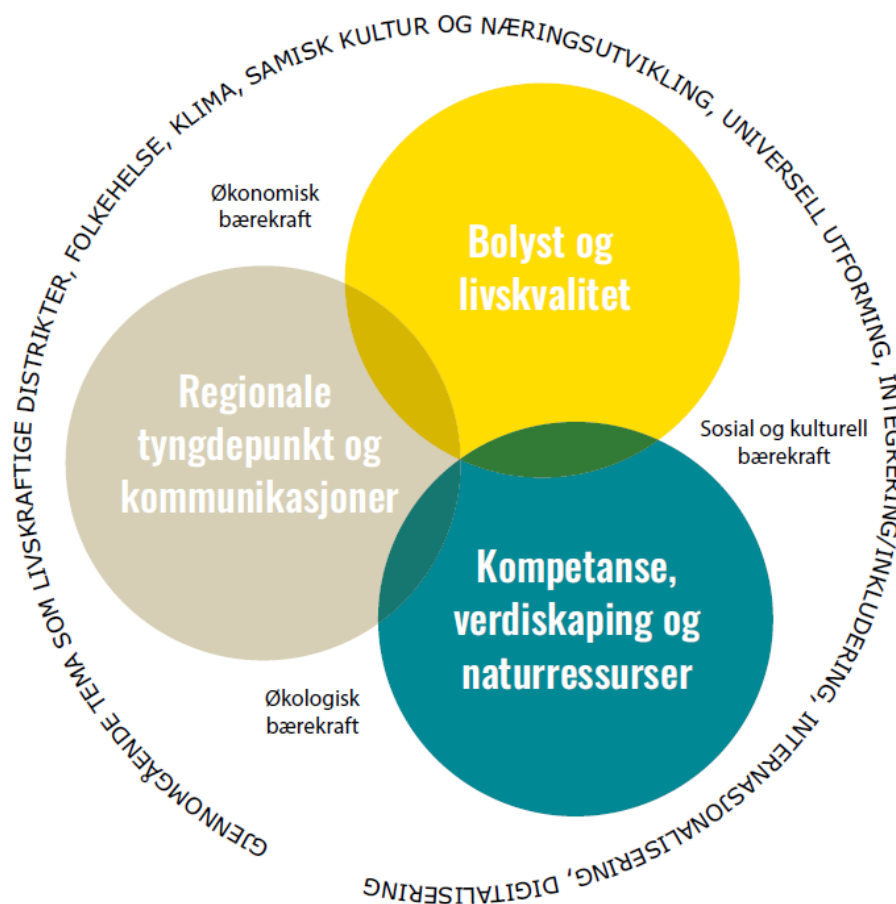 GJENNOMGÅENDE TEMA SOM LIVSKRAFTIGE DISTRIKTER, FOLKEHELSE, KLIMA, SAMISK KULTUR OG NÆRINGSUTVIKLING, UNIVERSELL UTFORMING, INTEGRERING/INKLUDERING, INTERNASJONALISERING, DIGITALISERING
Økonomisk
bærekraft
Bolyst og
livskvalitet
Regionale
tyngdepunkt og
kommunikasjoner
Sosial og kulturell
bærekraft
Kompetanse,
verdiskaping og
naturressurser
Økologisk
bærekraft